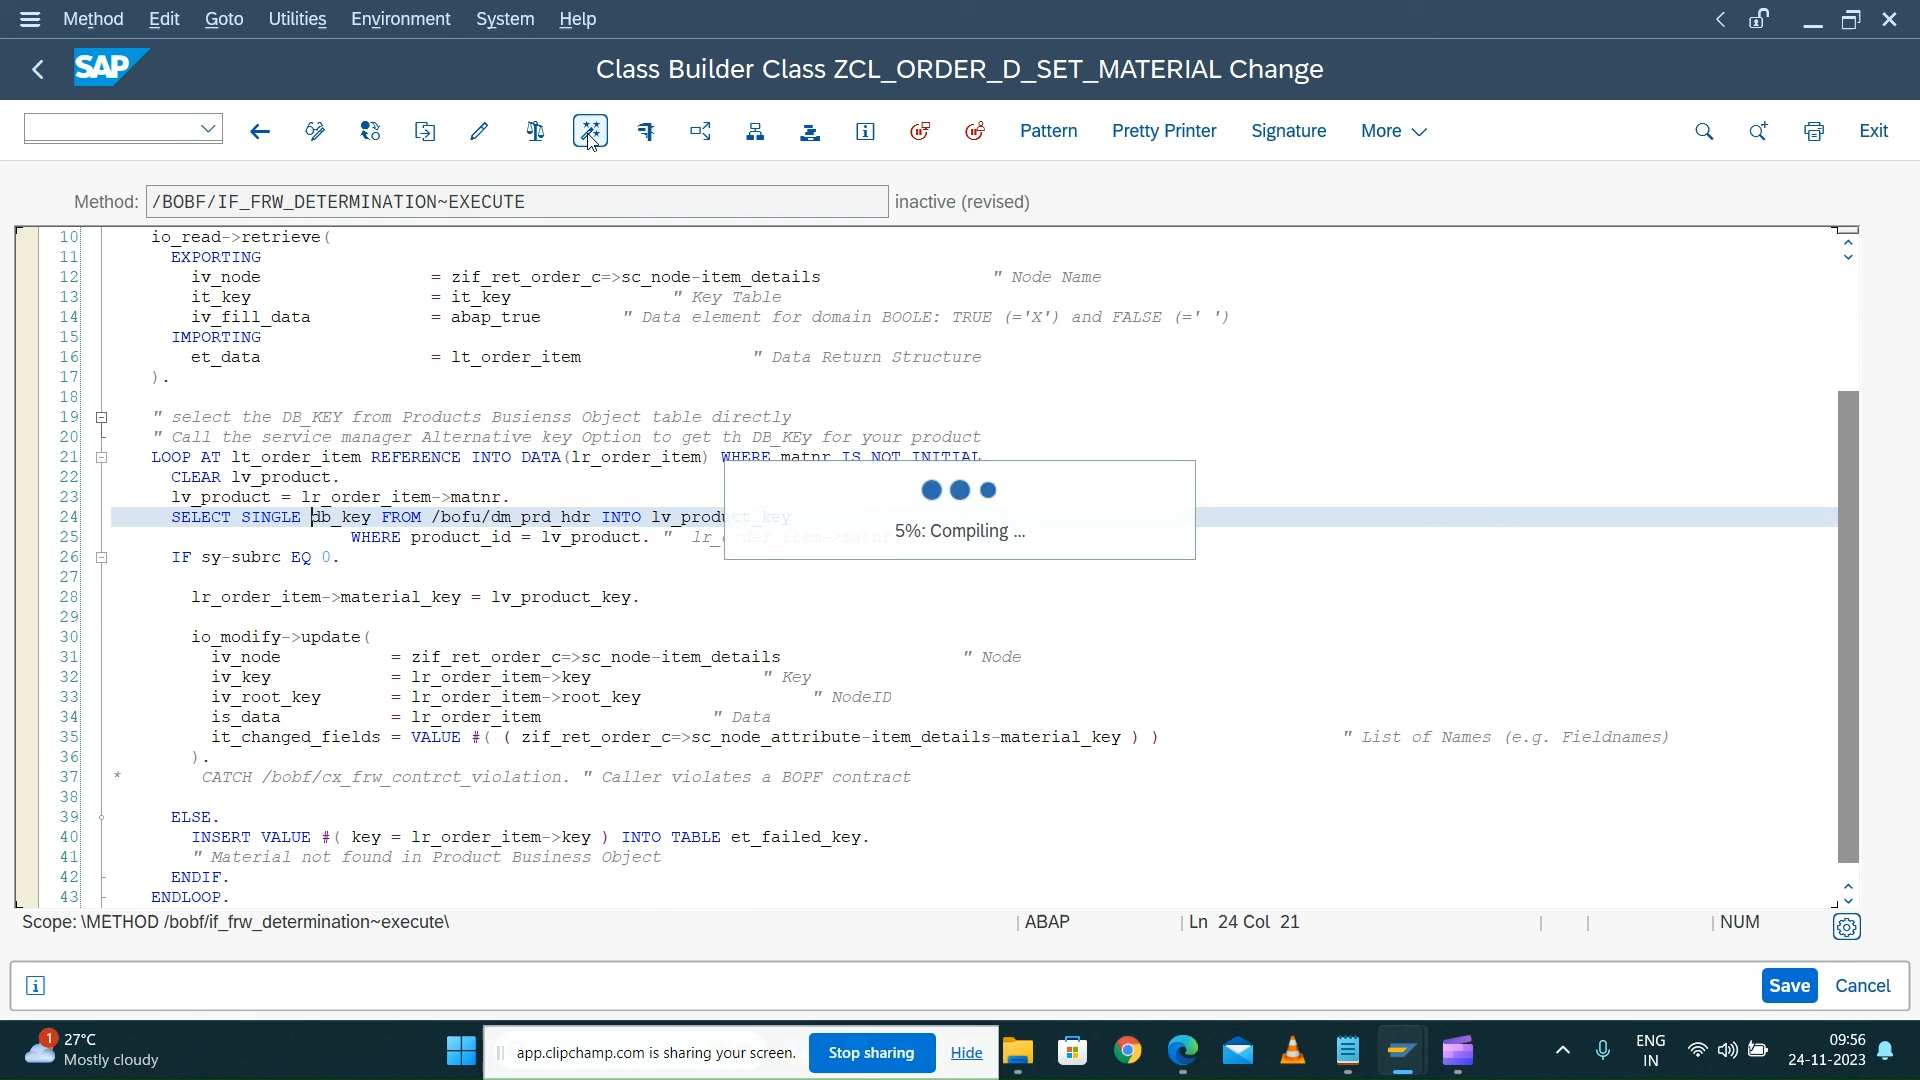 Method Edit Goto Utilities Environment System Help
SAP Class Builder Class ZCL_ORDER_D_SET_MATERIAL Change
Pattern Pretty Printer Signature More Exit
Method: /BOBF/IF_FRW_DETERMINATION~EXECUTE inactive (revised)
10 io_read->retrieve(
11 EXPORTING
12 iv_node = zif_ret_order_c=>sc_node-item_details " Node Name
13 it_key = it_key " Key Table
14 iv_fill_data = abap_true " Data element for domain BOOLE: TRUE (='X') and FALSE (=' ')
15 IMPORTING
16 et_data = lt_order_item " Data Return Structure
17 ).
18
19 " select the DB_KEY from Products Busienss Object table directly
20 " Call the service manager Alternative key Option to get th DB_KEy for your product
21 LOOP AT lt_order_item REFERENCE INTO DATA(lr_order_item) WHERE matnr IS NOT INITIAL.
22 CLEAR lv_product.
23 lv_product = lr_order_item->matnr.
24 SELECT SINGLE db_key FROM /bofu/dm_prd_hdr INTO lv_product_key
25 WHERE product_id = lv_product. " lr_order_item->matnr
5%: Compiling ...
26 IF sy-subrc EQ 0.
27
28 lr_order_item->material_key = lv_product_key.
29
30 io_modify->update(
31 iv_node = zif_ret_order_c=>sc_node-item_details " Node
32 iv_key = lr_order_item->key " Key
33 iv_root_key = lr_order_item->root_key " NodeID
34 is_data = lr_order_item " Data
35 it_changed_fields = VALUE #( ( zif_ret_order_c=>sc_node_attribute-item_details-material_key ) ) " List of Names (e.g. Fieldnames)
36 ).
37 * CATCH /bobf/cx_frw_contrct_violation. " Caller violates a BOPF contract
38
39 ELSE.
40 INSERT VALUE #( key = lr_order_item->key ) INTO TABLE et_failed_key.
41 " Material not found in Product Business Object
42 ENDIF.
43 ENDLOOP.
Scope: \METHOD /bobf/if_frw_determination~execute\ ABAP Ln 24 Col 21 NUM
Save Cancel
1 27°C
Mostly cloudy
app.clipchamp.com is sharing your screen. Stop sharing Hide
ENG
IN
09:56
24-11-2023